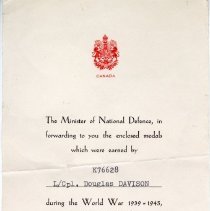 CANADA
The Minister of National Defence, in
forwarding to you the enclosed medals
which were earned by
K76628
L/Cpl. Douglas DAVISON
during the World War 1939-1945,